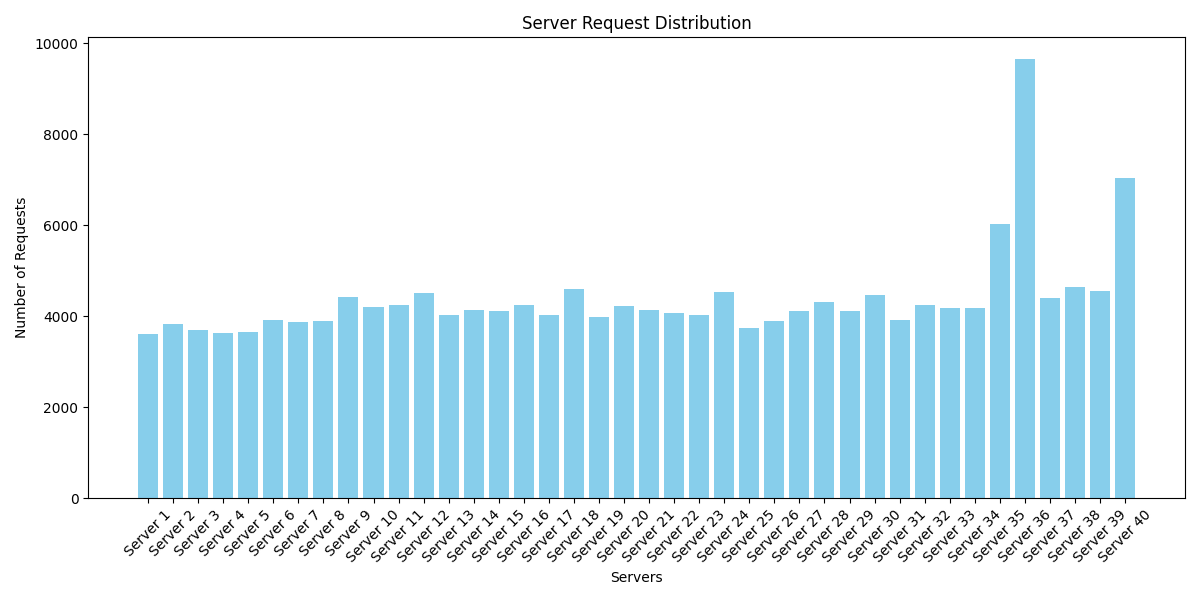 Server Request Distribution
Number of Requests
10000
8000
6000
4000
2000
0
Server 1
Server 2
Server 3
Server 4
Server 5
Server 6
Server 7
Server 8
Server 9
Server 10
Server 11
Server 12
Server 13
Server 14
Server 15
Server 16
Server 17
Server 18
Server 19
Server 20
Server 21
Server 22
Server 23
Server 24
Server 25
Server 26
Server 27
Server 28
Server 29
Server 30
Server 31
Server 32
Server 33
Server 34
Server 35
Server 36
Server 37
Server 38
Server 39
Server 40
Servers